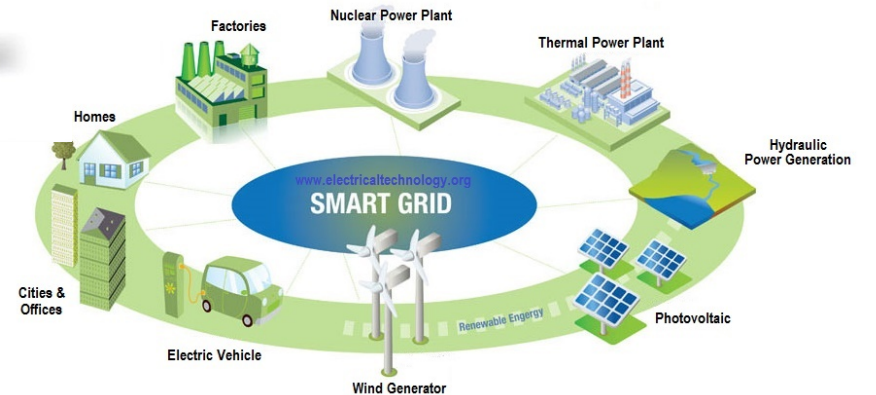 Nuclear Power Plant
Factories
Thermal Power Plant
Homes
Hydraulic
Power Generation
www.electricaltechnology.org
SMART GRID
Cities &
Offices
Photovoltaic
Renewable Engergy
Electric Vehicle
Wind Generator